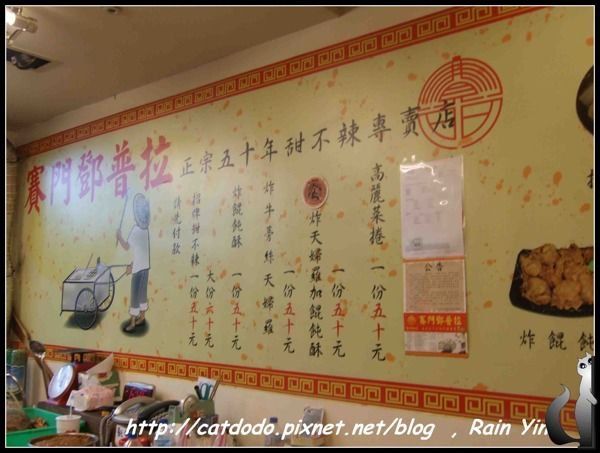 賽門鄧普拉 正宗五十年甜不辣專賣店
高麗菜捲 一份五十元
炸天婦羅加餛飩酥 一份五十元
炸牛蒡絲天婦羅 一份五十元
炸餛飩酥 一份五十元
大份六十元
招牌甜不辣 一份五十元
請先付款
公告
賽門鄧普拉
炸餛飩
http://catdodo.pixnet.net/blog , Rain Yin